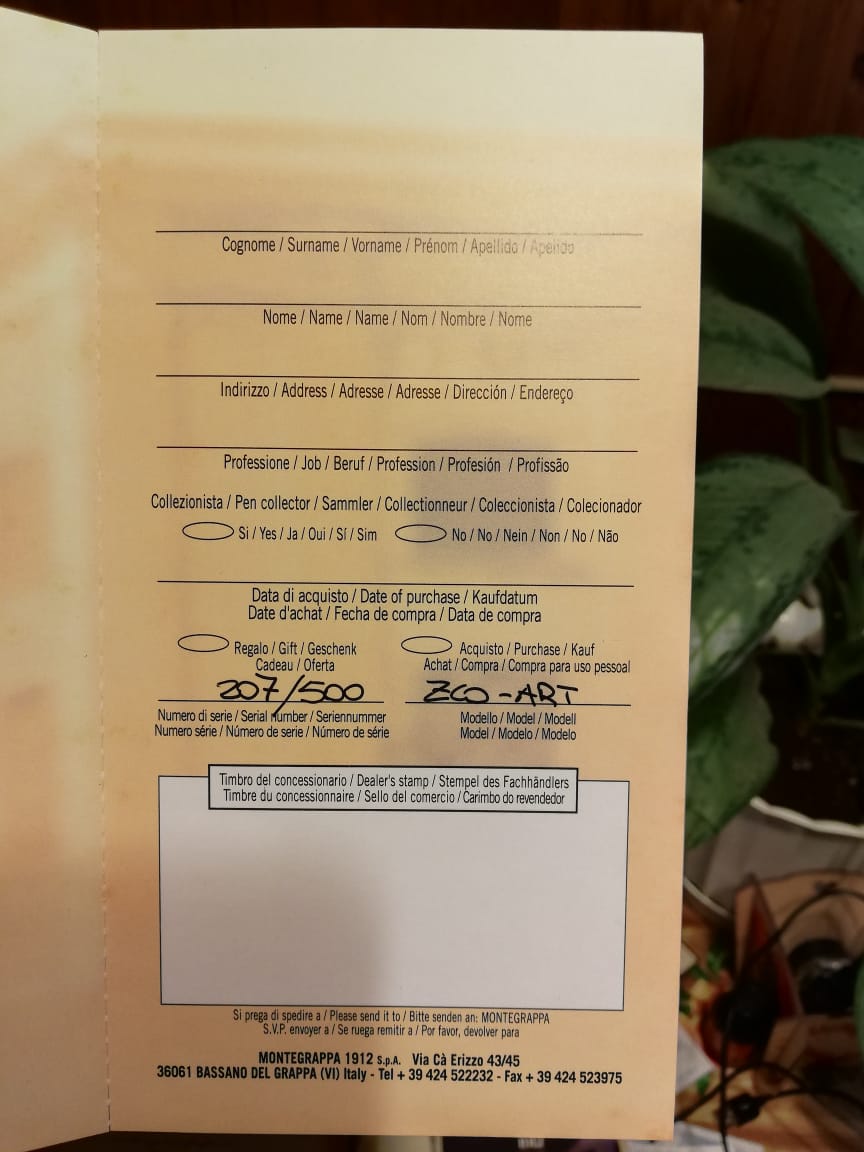 Cognome / Surname / Vorname / Prénom / Apellido / Apelido
Nome / Name / Name / Nom / Nombre / Nome
Indirizzo / Address / Adresse / Adresse / Dirección / Endereço
Professione / Job / Beruf / Profession / Profesión / Profissão
Collezionista / Pen collector / Sammler / Collectionneur / Coleccionista / Colecionador
Si / Yes / Ja / Oui / Sí / Sim No / No / Nein / Non / No / Não
Data di acquisto / Date of purchase / Kaufdatum
Date d'achat / Fecha de compra / Data de compra
Regalo / Gift / Geschenk Acquisto / Purchase / Kauf
Cadeau / Oferta Achat / Compra / Compra para uso pessoal
207/500 ZCO-ART
Numero di serie / Serial number / Seriennummer Modello / Model / Modell
Numero série / Número de serie / Número de série Model / Modelo / Modelo
Timbro del concessionario / Dealer's stamp / Stempel des Fachhändlers
Timbre du concessionnaire / Sello del comercio / Carimbo do revendedor
Si prega di spedire a / Please send it to / Bitte senden an: MONTEGRAPPA
S.V.P. envoyer a / Se ruega remitir a / Por favor, devolver para
MONTEGRAPPA 1912 S.p.A. Via Cà Erizzo 43/45
36061 BASSANO DEL GRAPPA (VI) Italy - Tel + 39 424 522232 - Fax + 39 424 523975